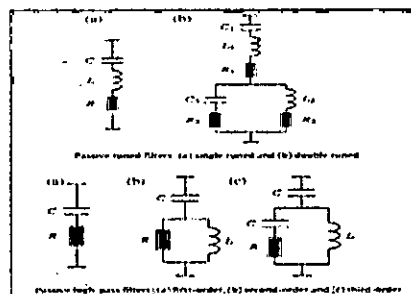 (a) (b)
C
L
R
C₁
L₁
R₁
C₂ L₂
R₂ R₃
Passive tuned filters: (a) single tuned and (b) double tuned
(a) (b) (c)
C C C
C
R R L R L
Passive high-pass filters: (a) first-order, (b) second-order and (c) third-order